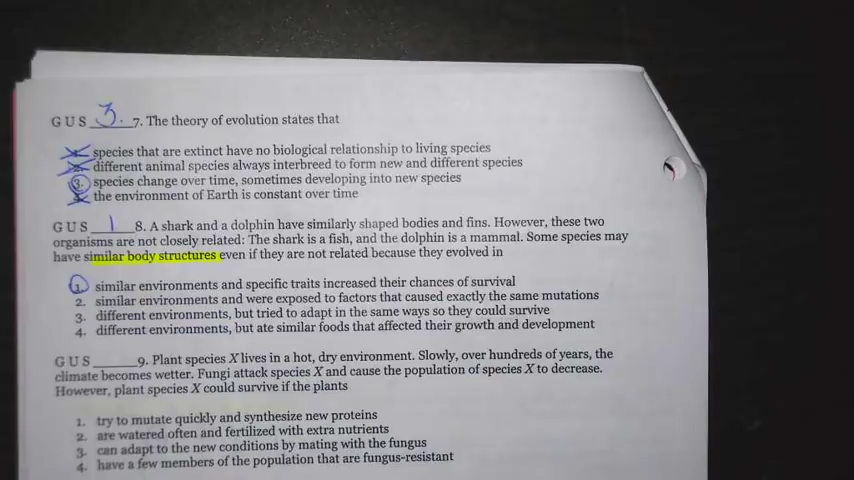 GUS 3. 7. The theory of evolution states that
1. species that are extinct have no biological relationship to living species
2. different animal species always interbreed to form new and different species
3. species change over time, sometimes developing into new species
4. the environment of Earth is constant over time
GUS 1 8. A shark and a dolphin have similarly shaped bodies and fins. However, these two
organisms are not closely related: The shark is a fish, and the dolphin is a mammal. Some species may
have similar body structures even if they are not related because they evolved in
1. similar environments and specific traits increased their chances of survival
2. similar environments and were exposed to factors that caused exactly the same mutations
3. different environments, but tried to adapt in the same ways so they could survive
4. different environments, but ate similar foods that affected their growth and development
GUS______9. Plant species X lives in a hot, dry environment. Slowly, over hundreds of years, the
climate becomes wetter. Fungi attack species X and cause the population of species X to decrease.
However, plant species X could survive if the plants
1. try to mutate quickly and synthesize new proteins
2. are watered often and fertilized with extra nutrients
3. can adapt to the new conditions by mating with the fungus
4. have a few members of the population that are fungus-resistant